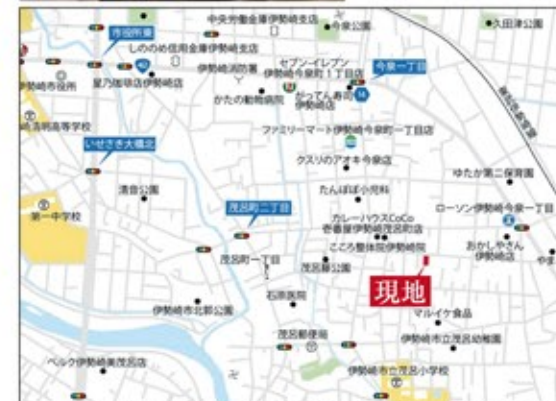 中央労働金庫伊勢崎支店
今泉公園
久田津公園
市役所東
しののめ信用金庫伊勢崎支店
伊勢崎消防署
セブン-イレブン
伊勢崎今泉町1丁目店
今泉一丁目
伊勢崎市役所
星乃珈琲店伊勢崎店
かたの動物病院
がってん寿司
伊勢崎店
ファミリーマート伊勢崎今泉町一丁目店
いせさき大橋北
クスリのアオキ今泉店
ゆたか第二保育園
清音公園
たんぽぽ小児科
第一中学校
茂呂町二丁目
カレーハウスCoCo
壱番屋伊勢崎茂呂町店
ローソン伊勢崎今泉一丁目
こころ整体院伊勢崎院
おかしやさん
伊勢崎店
やま
茂呂町一丁目
現地
石原医院
伊勢崎市北部公園
マルイケ食品
茂呂郵便局
伊勢崎市立茂呂幼稚園
ベルク伊勢崎美茂呂店
伊勢崎市立茂呂小学校